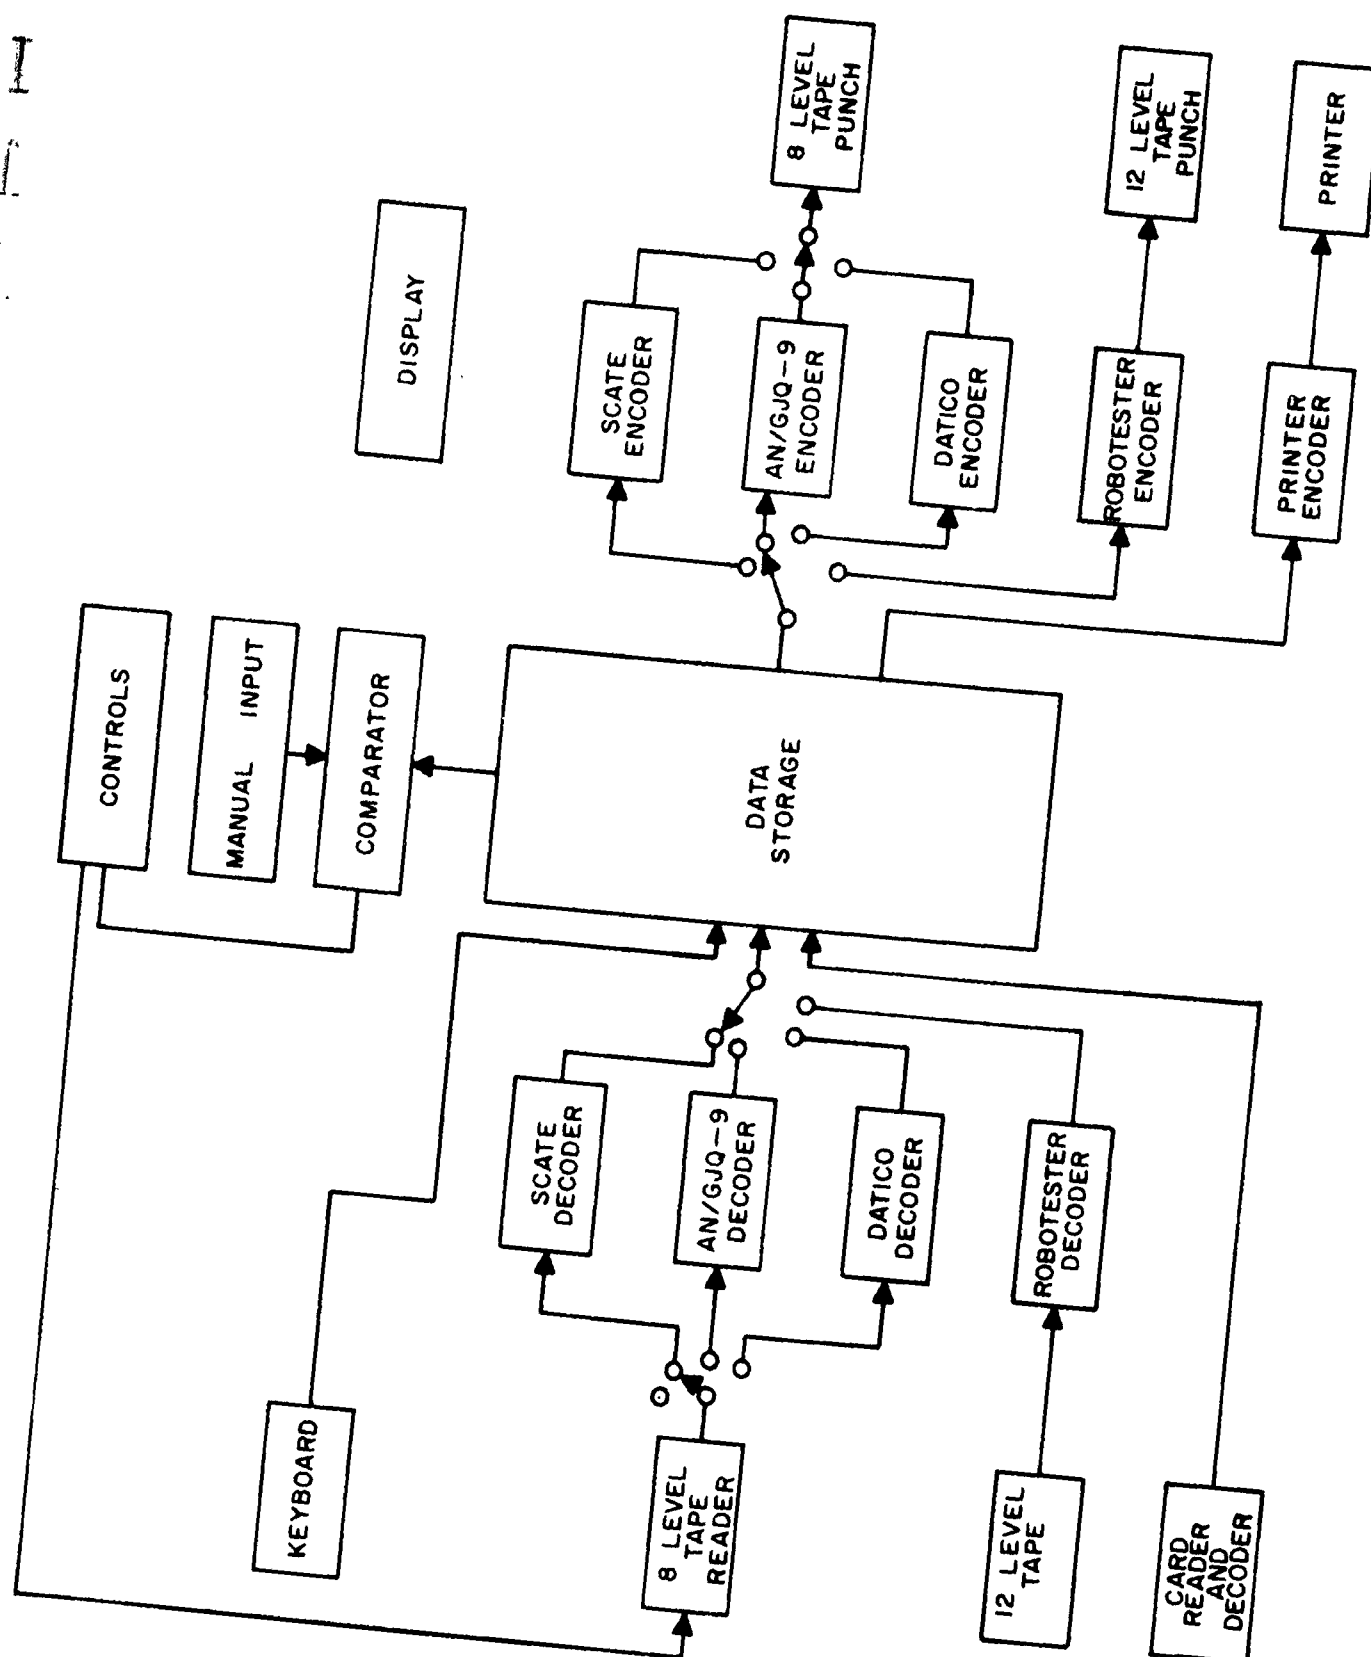 CONTROLS
MANUAL INPUT
COMPARATOR
KEYBOARD
DISPLAY
8 LEVEL
TAPE
READER
SCATE
DECODER
AN/GJQ-9
DECODER
DATICO
DECODER
12 LEVEL
TAPE
ROBOTESTER
DECODER
CARD
READER
AND
DECODER
DATA
STORAGE
SCATE
ENCODER
AN/GJQ-9
ENCODER
DATICO
ENCODER
ROBOTESTER
ENCODER
PRINTER
ENCODER
8 LEVEL
TAPE
PUNCH
12 LEVEL
TAPE
PUNCH
PRINTER